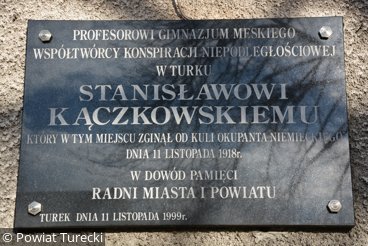 PROFESOROWI GIMNAZJUM MĘSKIEGO
WSPÓŁTWÓRCY KONSPIRACJI NIEPODLEGŁOŚCIOWEJ
W TURKU
STANISŁAWOWI
KĄCZKOWSKIEMU
KTÓRY W TYM MIEJSCU ZGINĄŁ OD KULI OKUPANTA NIEMIECKIEGO
DNIA 11 LISTOPADA 1918r.
W DOWÓD PAMIĘCI
RADNI MIASTA I POWIATU
TUREK DNIA 11 LISTOPADA 1999r.
© Powiat Turecki